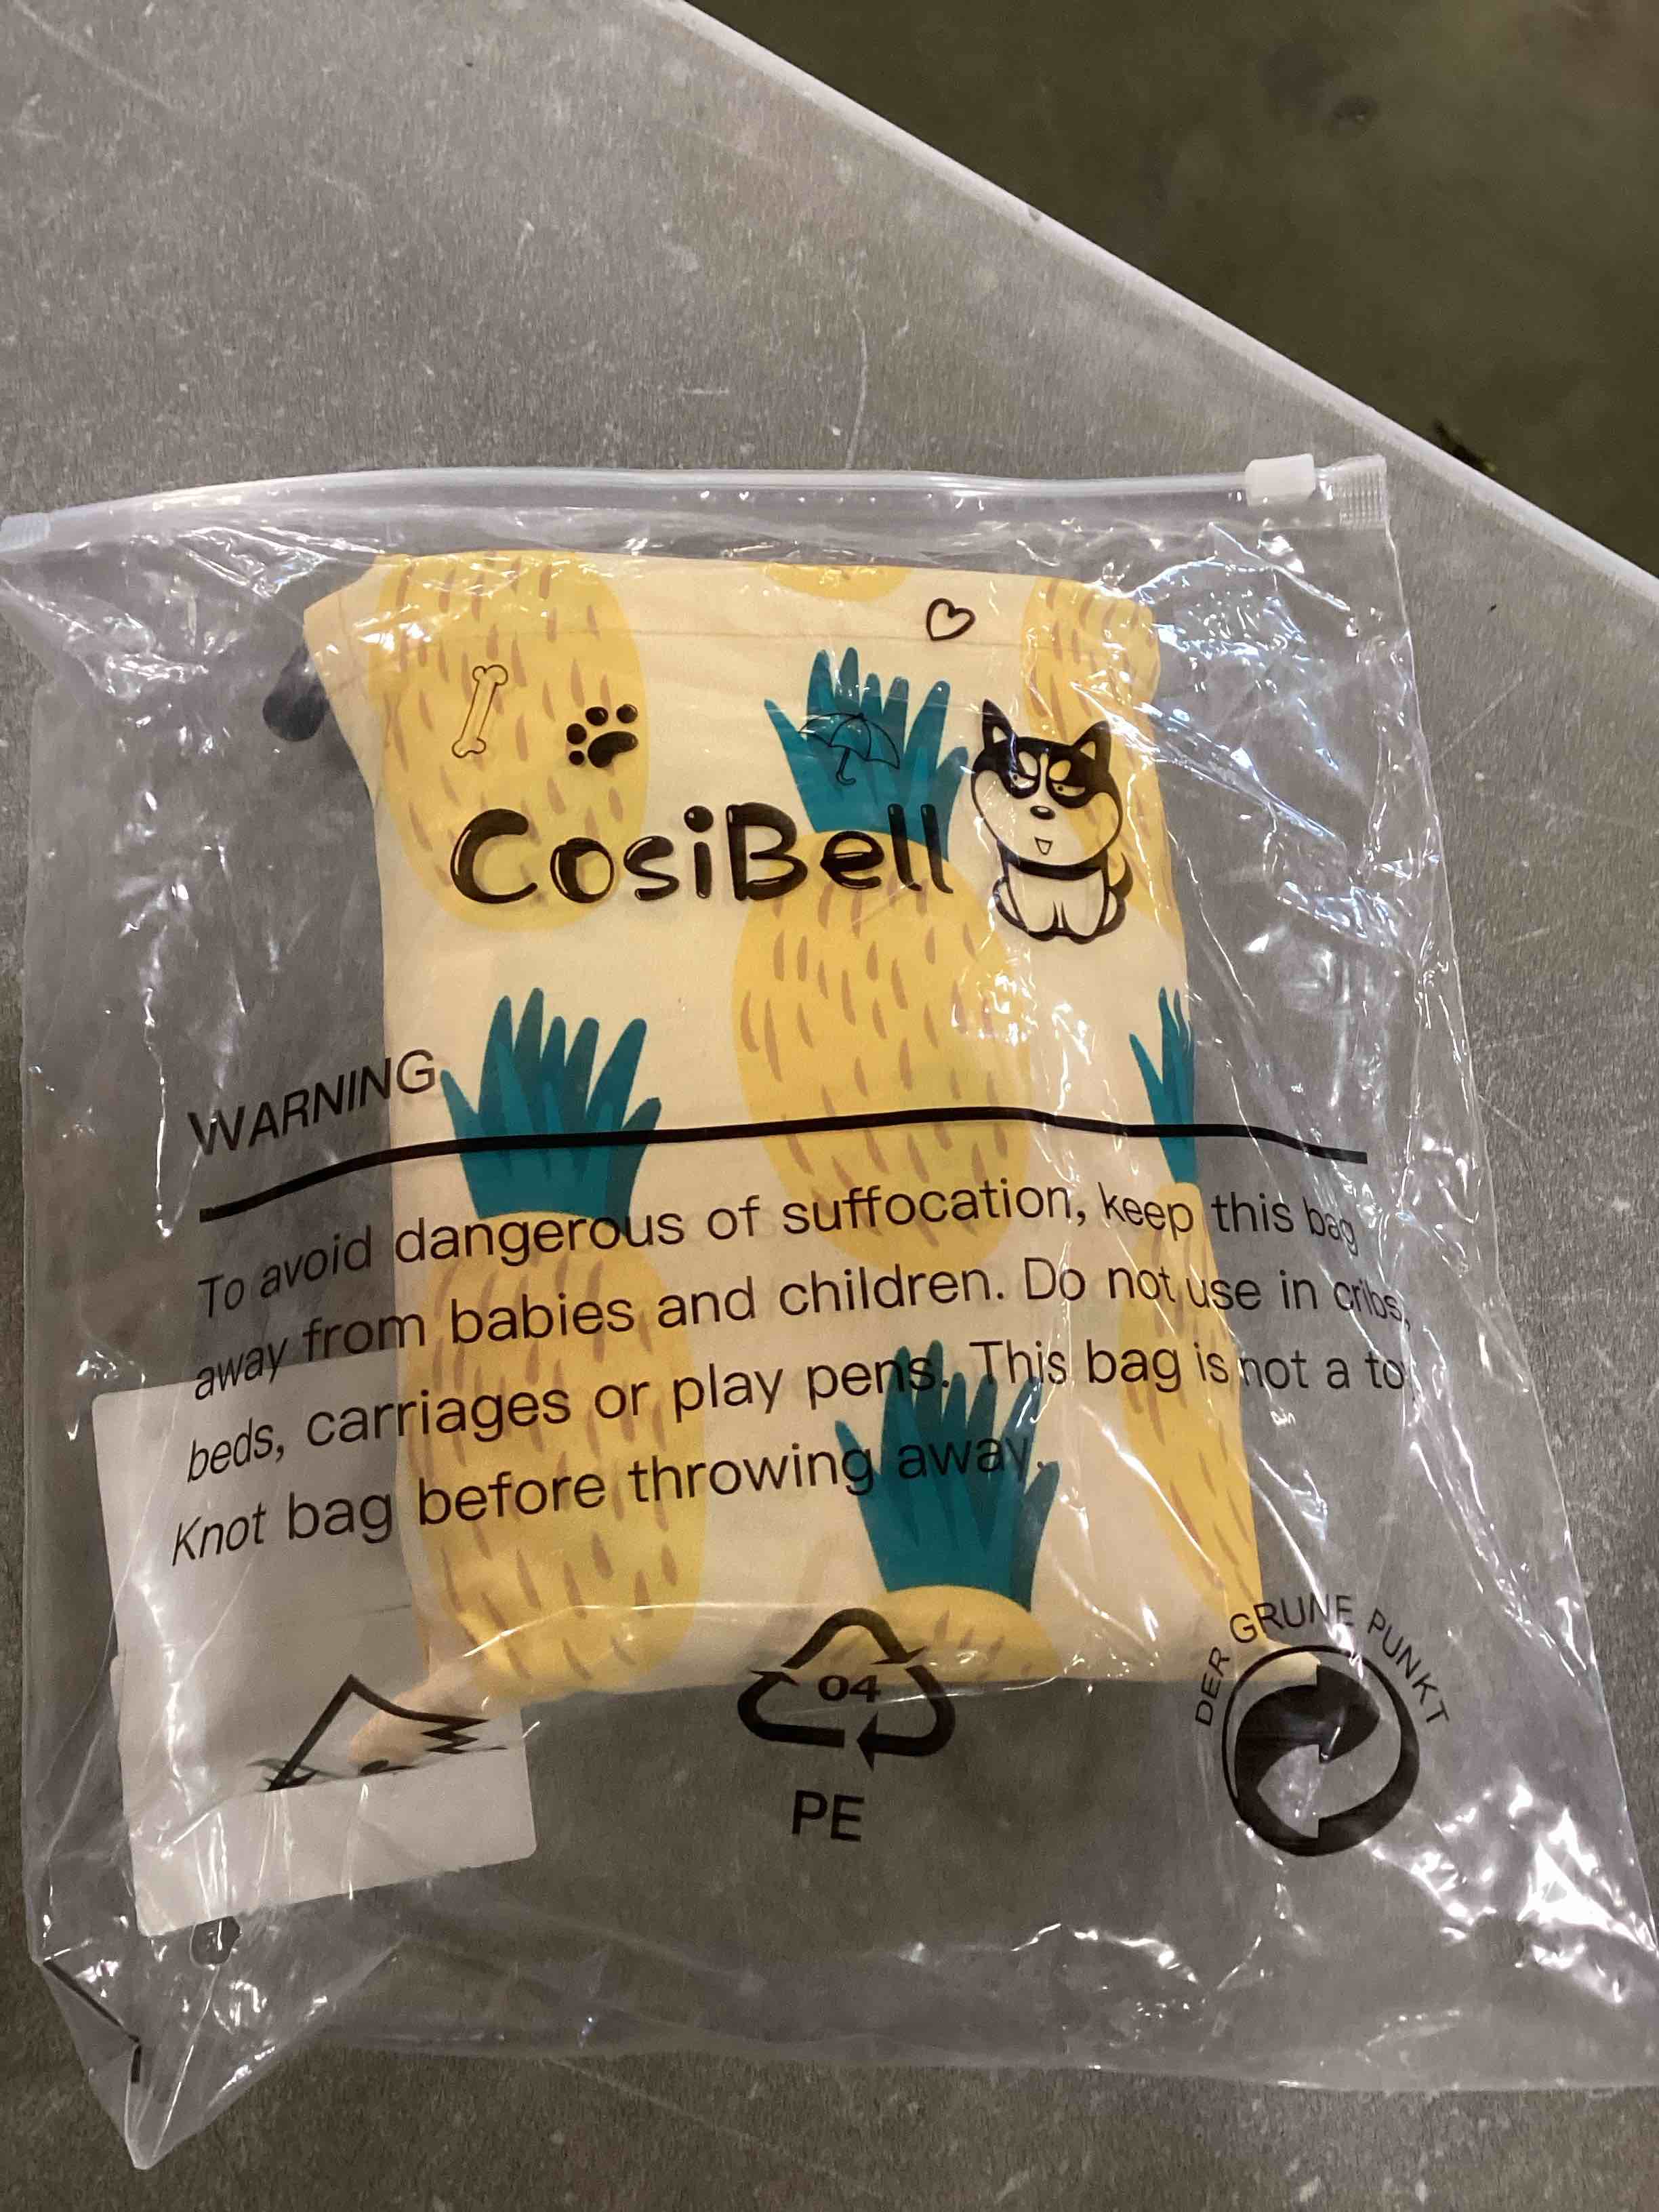 CosiBell
WARNING
To avoid dangerous of suffocation, keep this bag
away from babies and children. Do not use in cribs,
beds, carriages or play pens. This bag is not a to
Knot bag before throwing away.
04
PE
DER GRUNE PUNKT